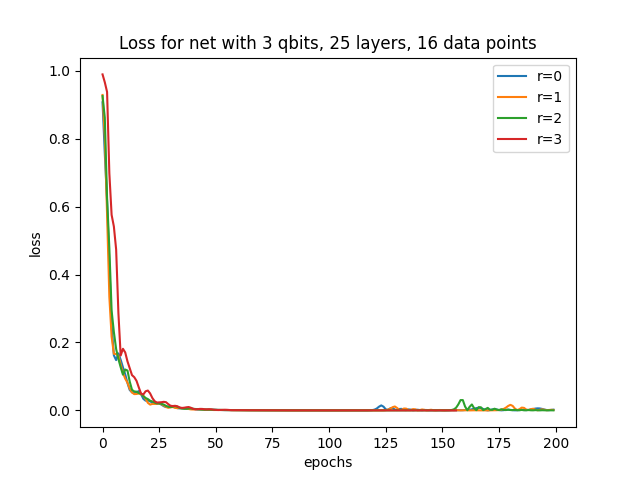 Loss for net with 3 qbits, 25 layers, 16 data points
1.0
0.8
0.6
0.4
0.2
0.0
loss
r=0
r=1
r=2
r=3
0 25 50 75 100 125 150 175 200
epochs